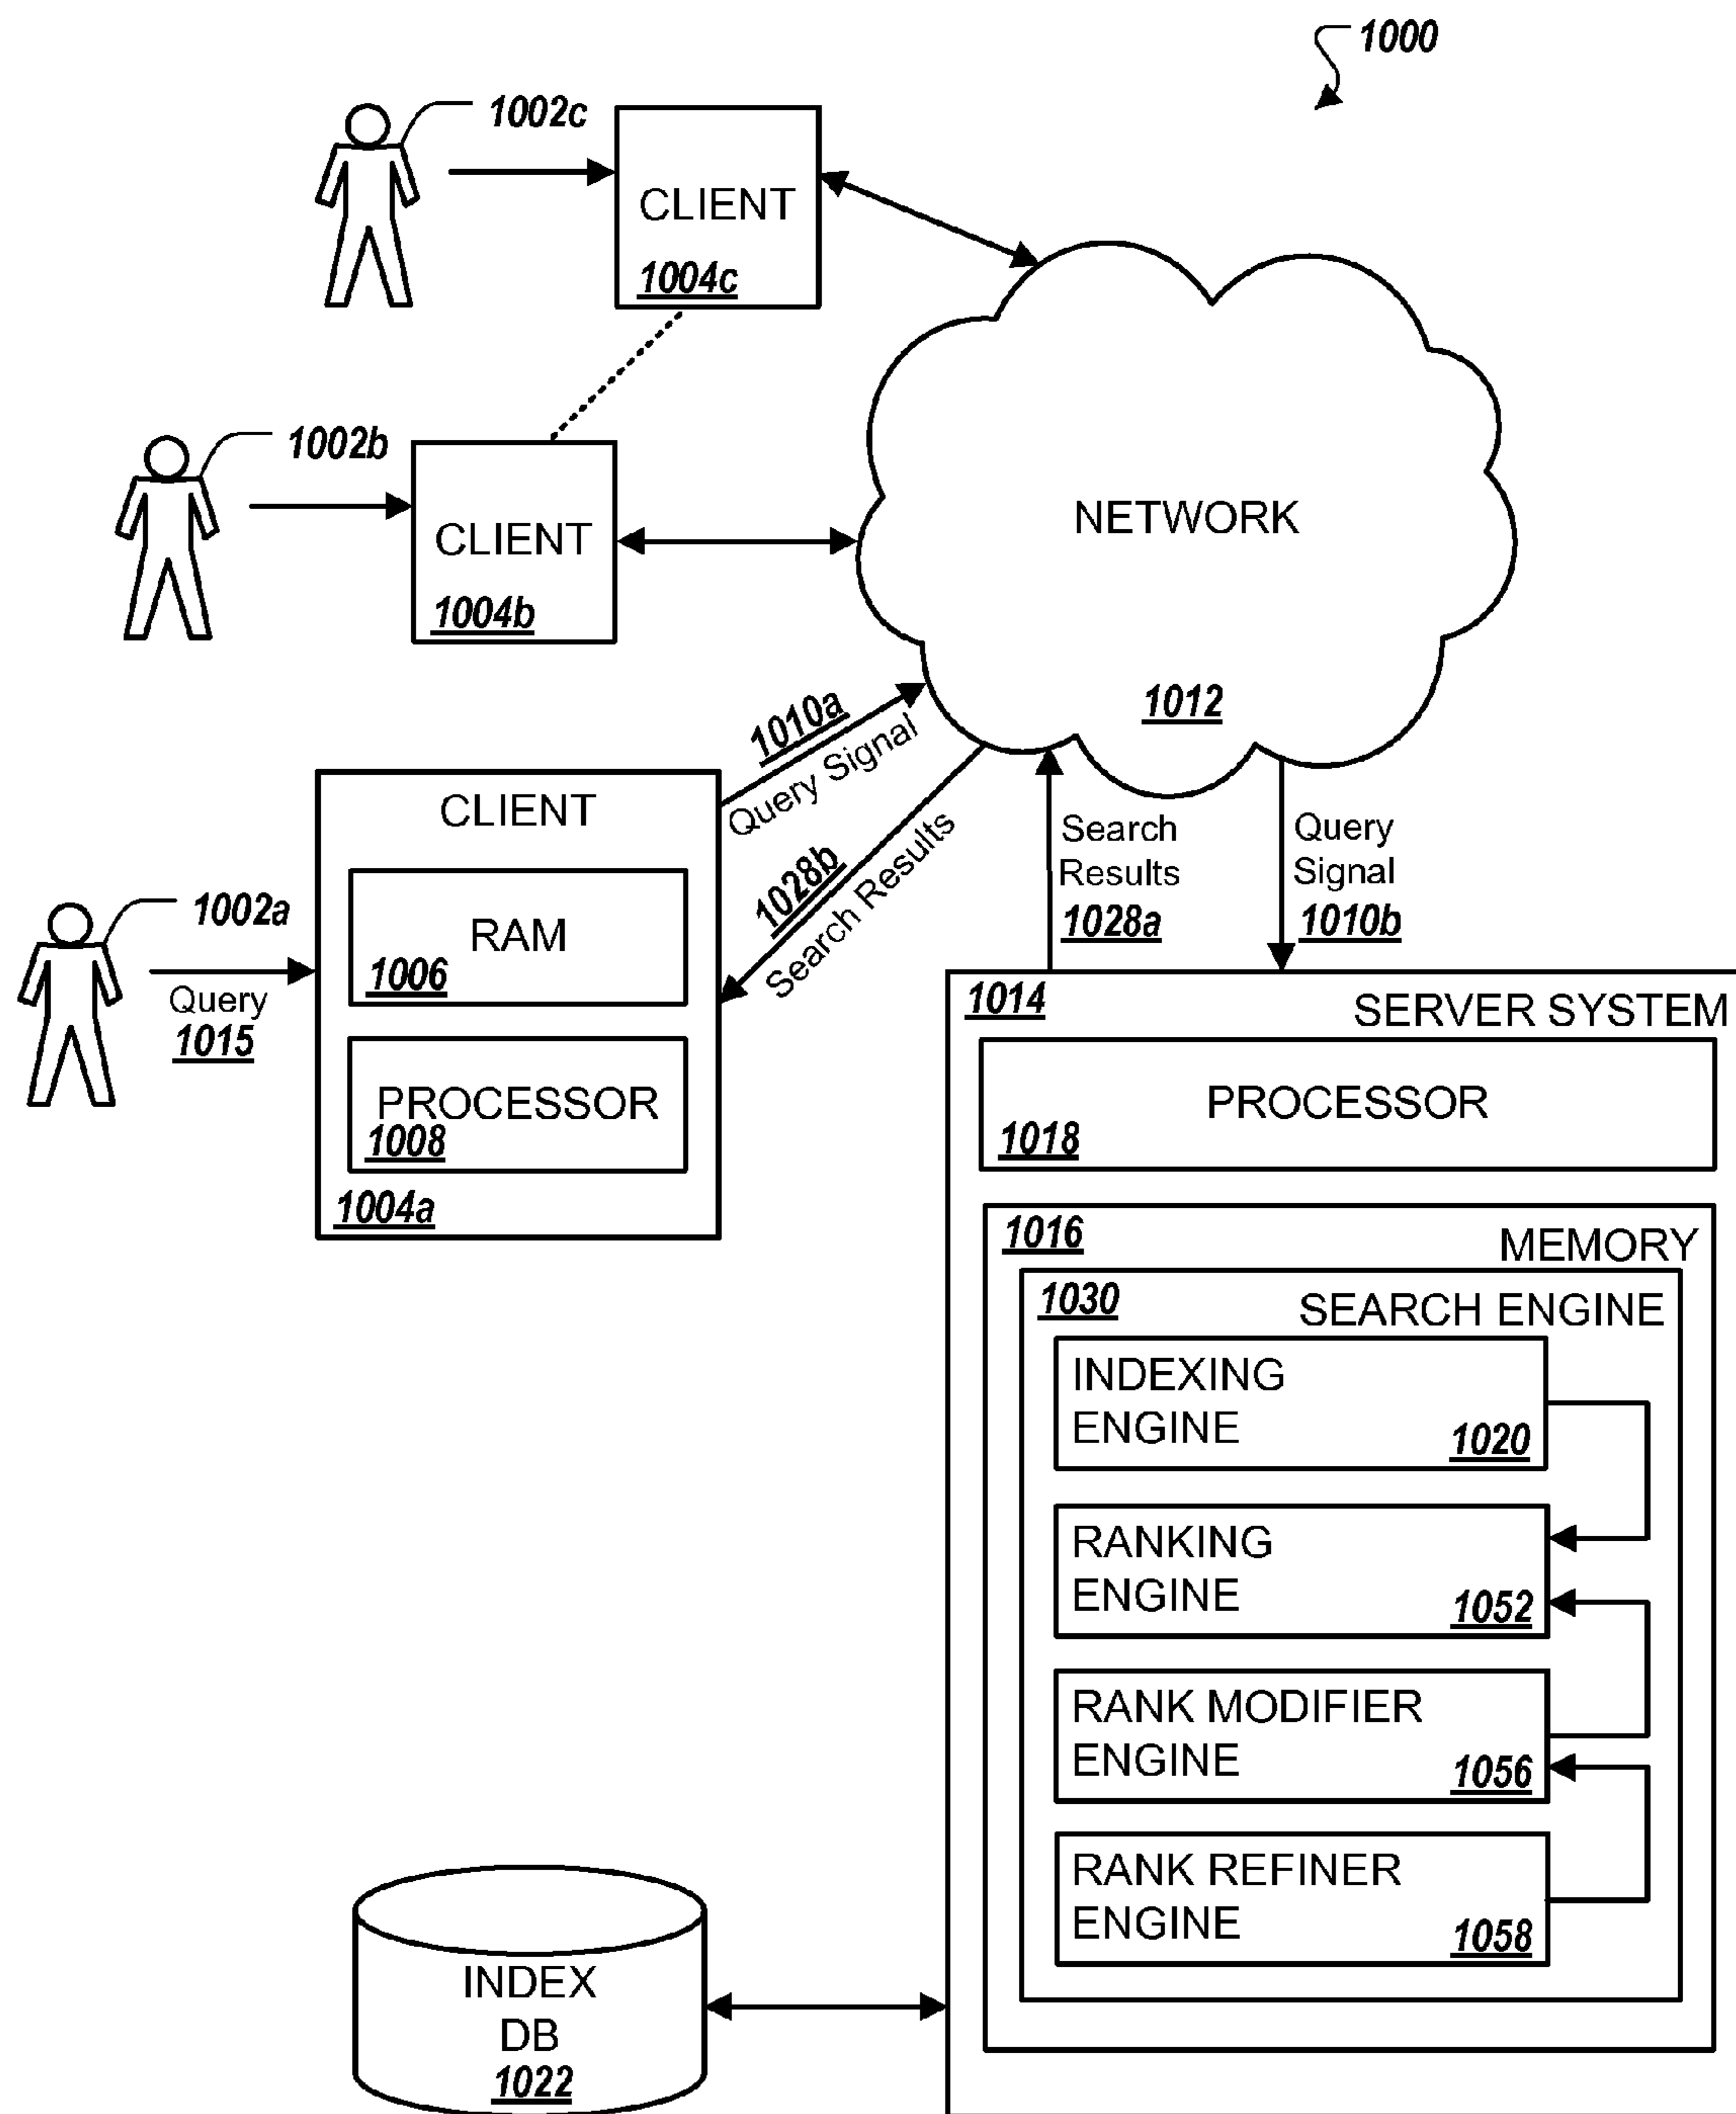 1000
1002c
CLIENT
1004c
1002b
CLIENT
1004b
NETWORK
1012
1010a
Query Signal
1028b
Search Results
Search
Results
1028a
Query
Signal
1010b
CLIENT
RAM
1006
PROCESSOR
1008
1004a
1002a
Query
1015
1014
SERVER SYSTEM
PROCESSOR
1018
1016
MEMORY
1030
SEARCH ENGINE
INDEXING
ENGINE
1020
RANKING
ENGINE
1052
RANK MODIFIER
ENGINE
1056
RANK REFINER
ENGINE
1058
INDEX
DB
1022